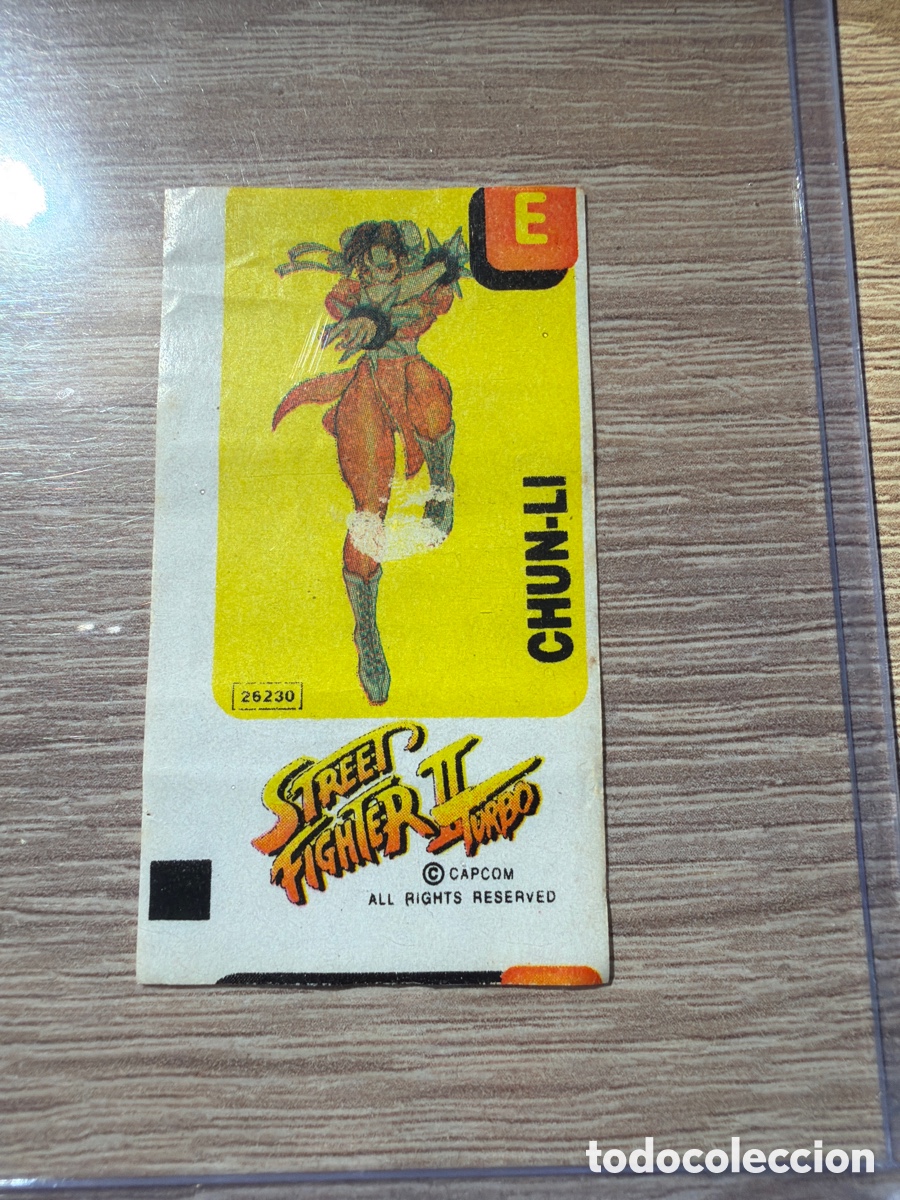 E
CHUN-LI
26230
STREET
FIGHTER II
TURBO
© CAPCOM
ALL RIGHTS RESERVED
todocoleccion